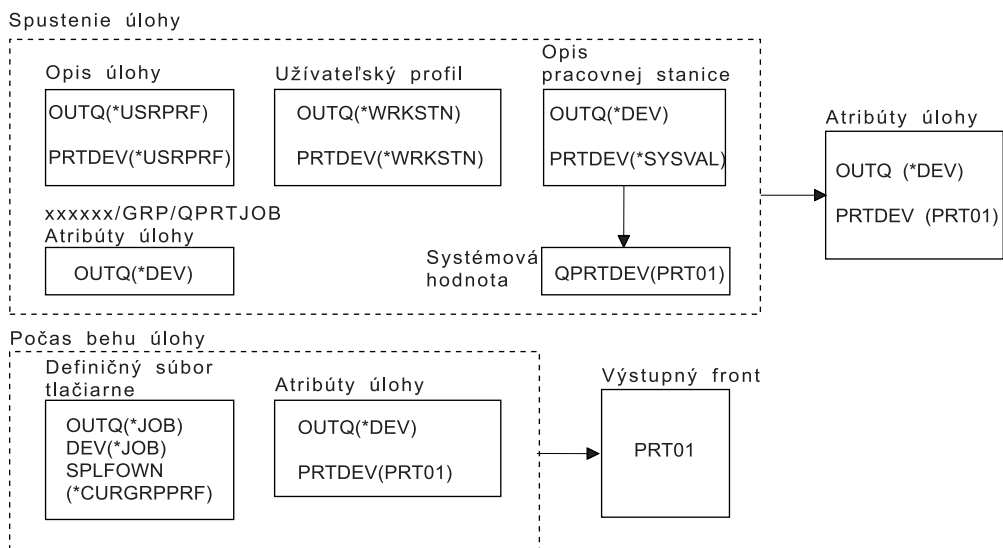 Spustenie úlohy
Opis úlohy
OUTQ(*USRPRF)
PRTDEV(*USRPRF)
Užívateľský profil
OUTQ(*WRKSTN)
PRTDEV(*WRKSTN)
Opis
pracovnej stanice
OUTQ(*DEV)
PRTDEV(*SYSVAL)
Atribúty úlohy
OUTQ (*DEV)
PRTDEV (PRT01)
xxxxxx/GRP/QPRTJOB
Atribúty úlohy
OUTQ(*DEV)
Systémová
hodnota
QPRTDEV(PRT01)
Počas behu úlohy
Definičný súbor
tlačiarne
OUTQ(*JOB)
DEV(*JOB)
SPLFOWN
(*CURGRPPRF)
Atribúty úlohy
OUTQ(*DEV)
PRTDEV(PRT01)
Výstupný front
PRT01